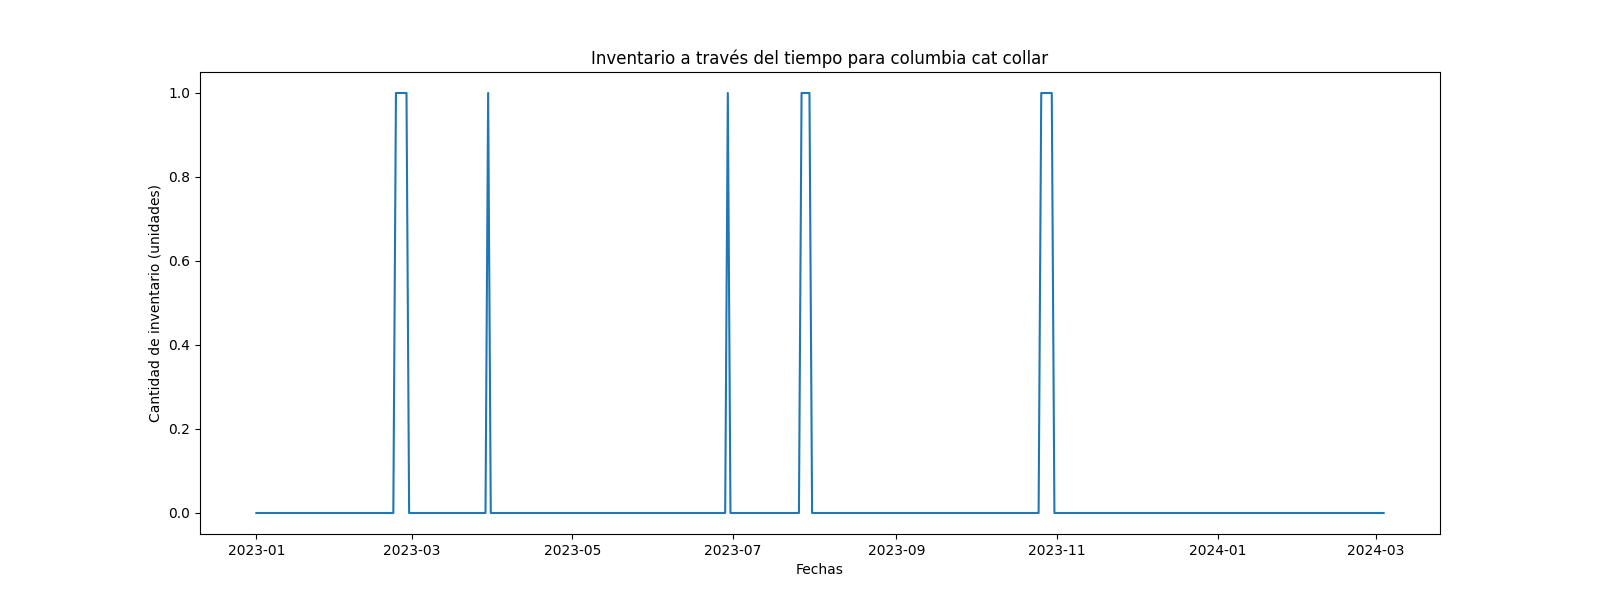 Inventario a través del tiempo para columbia cat collar
Cantidad de inventario (unidades)
1.0
0.8
0.6
0.4
0.2
0.0
2023-01 2023-03 2023-05 2023-07 2023-09 2023-11 2024-01 2024-03
Fechas